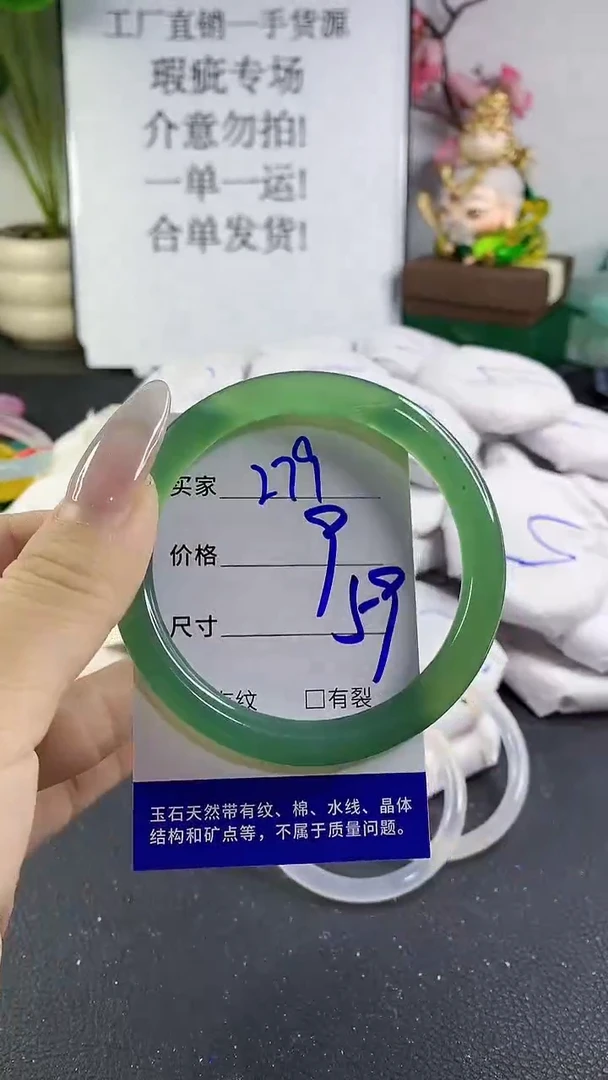 工厂直销一手货源
瑕疵专场
介意勿拍!
一单一运!
合单发货!
买家 279
价格 9
尺寸 59
有纹 □有裂
玉石天然带有纹、棉、水线、晶体
结构和矿点等，不属于质量问题。